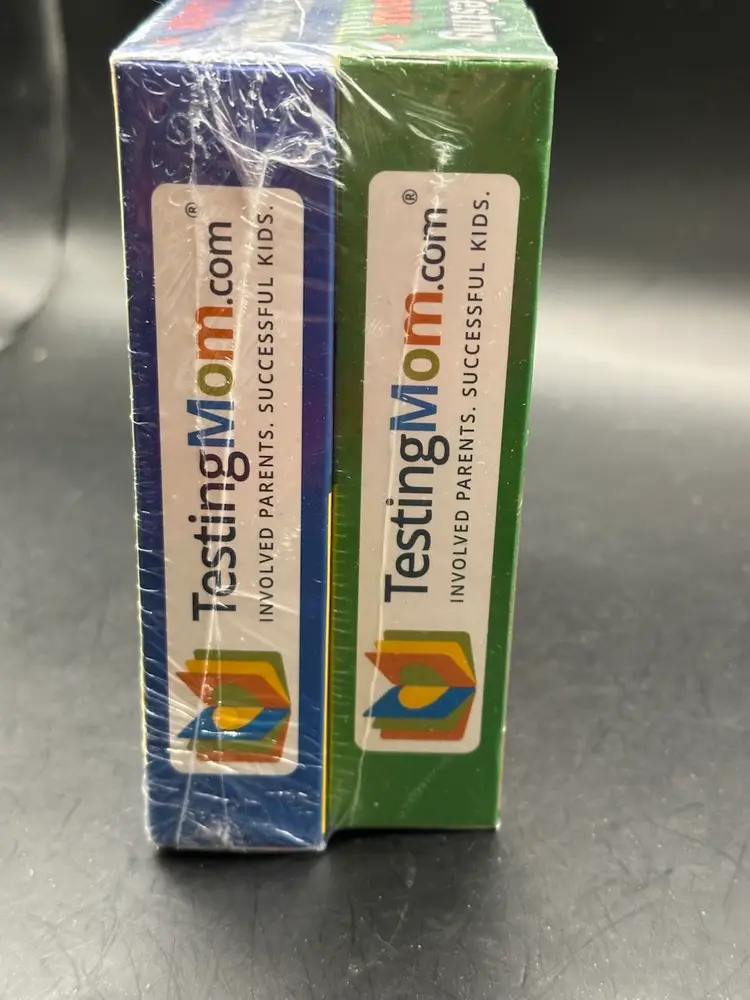 TestingMom.com®
INVOLVED PARENTS. SUCCESSFUL KIDS.
TestingMom.com®
INVOLVED PARENTS. SUCCESSFUL KIDS.